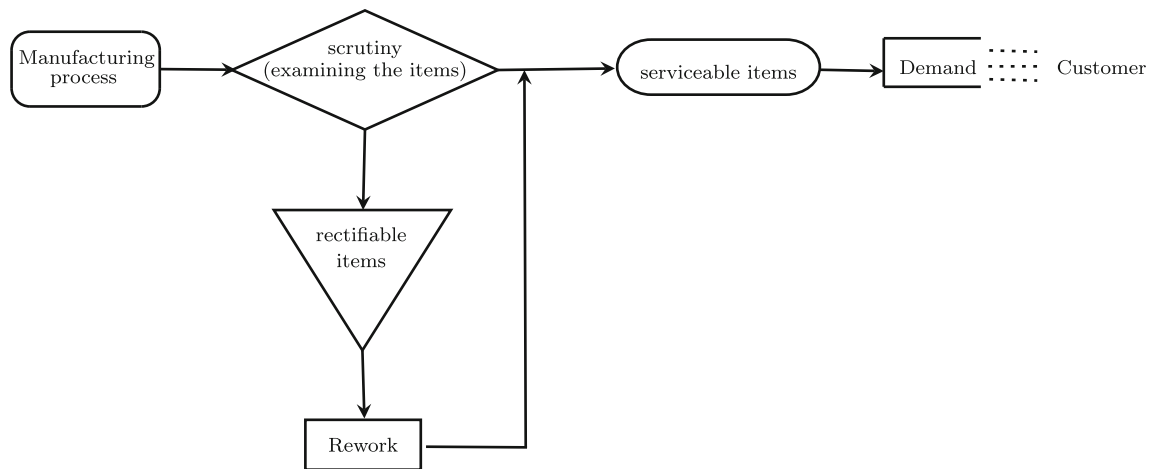 Manufacturing
process
scrutiny
(examining the items)
serviceable items
Demand
Customer
rectifiable
items
Rework